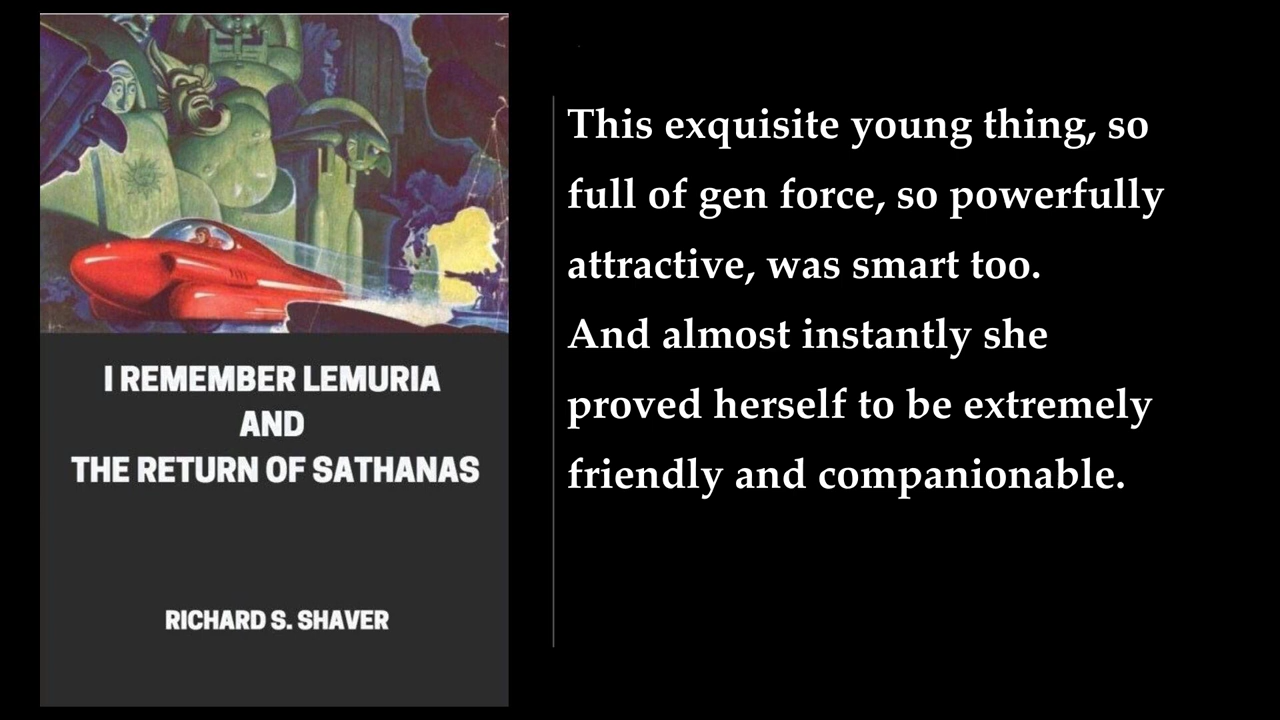 I REMEMBER LEMURIA
AND
THE RETURN OF SATHANAS
RICHARD S. SHAVER
This exquisite young thing, so
full of gen force, so powerfully
attractive, was smart too.
And almost instantly she
proved herself to be extremely
friendly and companionable.